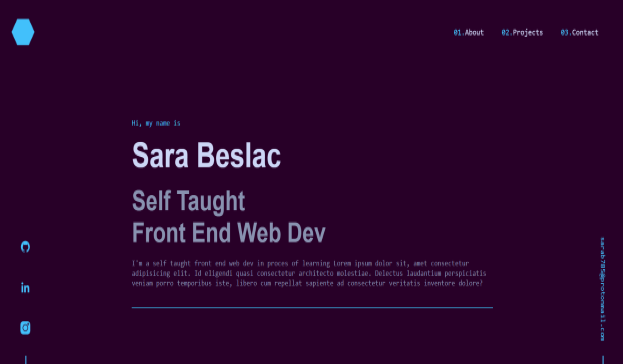 01.About 02.Projects 03.Contact
Hi, my name is
Sara Beslac
Self Taught
Front End Web Dev
I'm a self taught front end web dev in proces of learning Lorem ipsum dolor sit, amet consectetur
adipisicing elit. Id eligendi quasi consectetur architecto molestiae. Delectus laudantium perspiciatis
veniam porro temporibus iste, libero cum repellat sapiente ad consectetur veritatis inventore dolore?
in